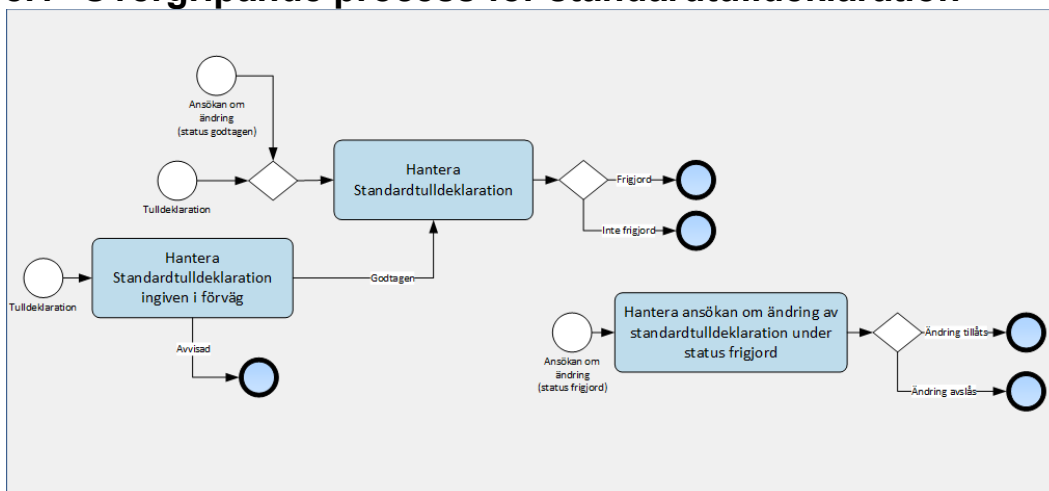 Övergripande process för standardtulldeklaration
Ansökan om
ändring
(status godtagen)
Tulldeklaration
Hantera
Standardtulldeklaration
Frigjord
Inte frigjord
Tulldeklaration
Hantera
Standardtulldeklaration
ingiven i förväg
Godtagen
Avvisad
Ansökan om
ändring
(status frigjord)
Hantera ansökan om ändring av
standardtulldeklaration under
status frigjord
Ändring tillåts
Ändring avslås